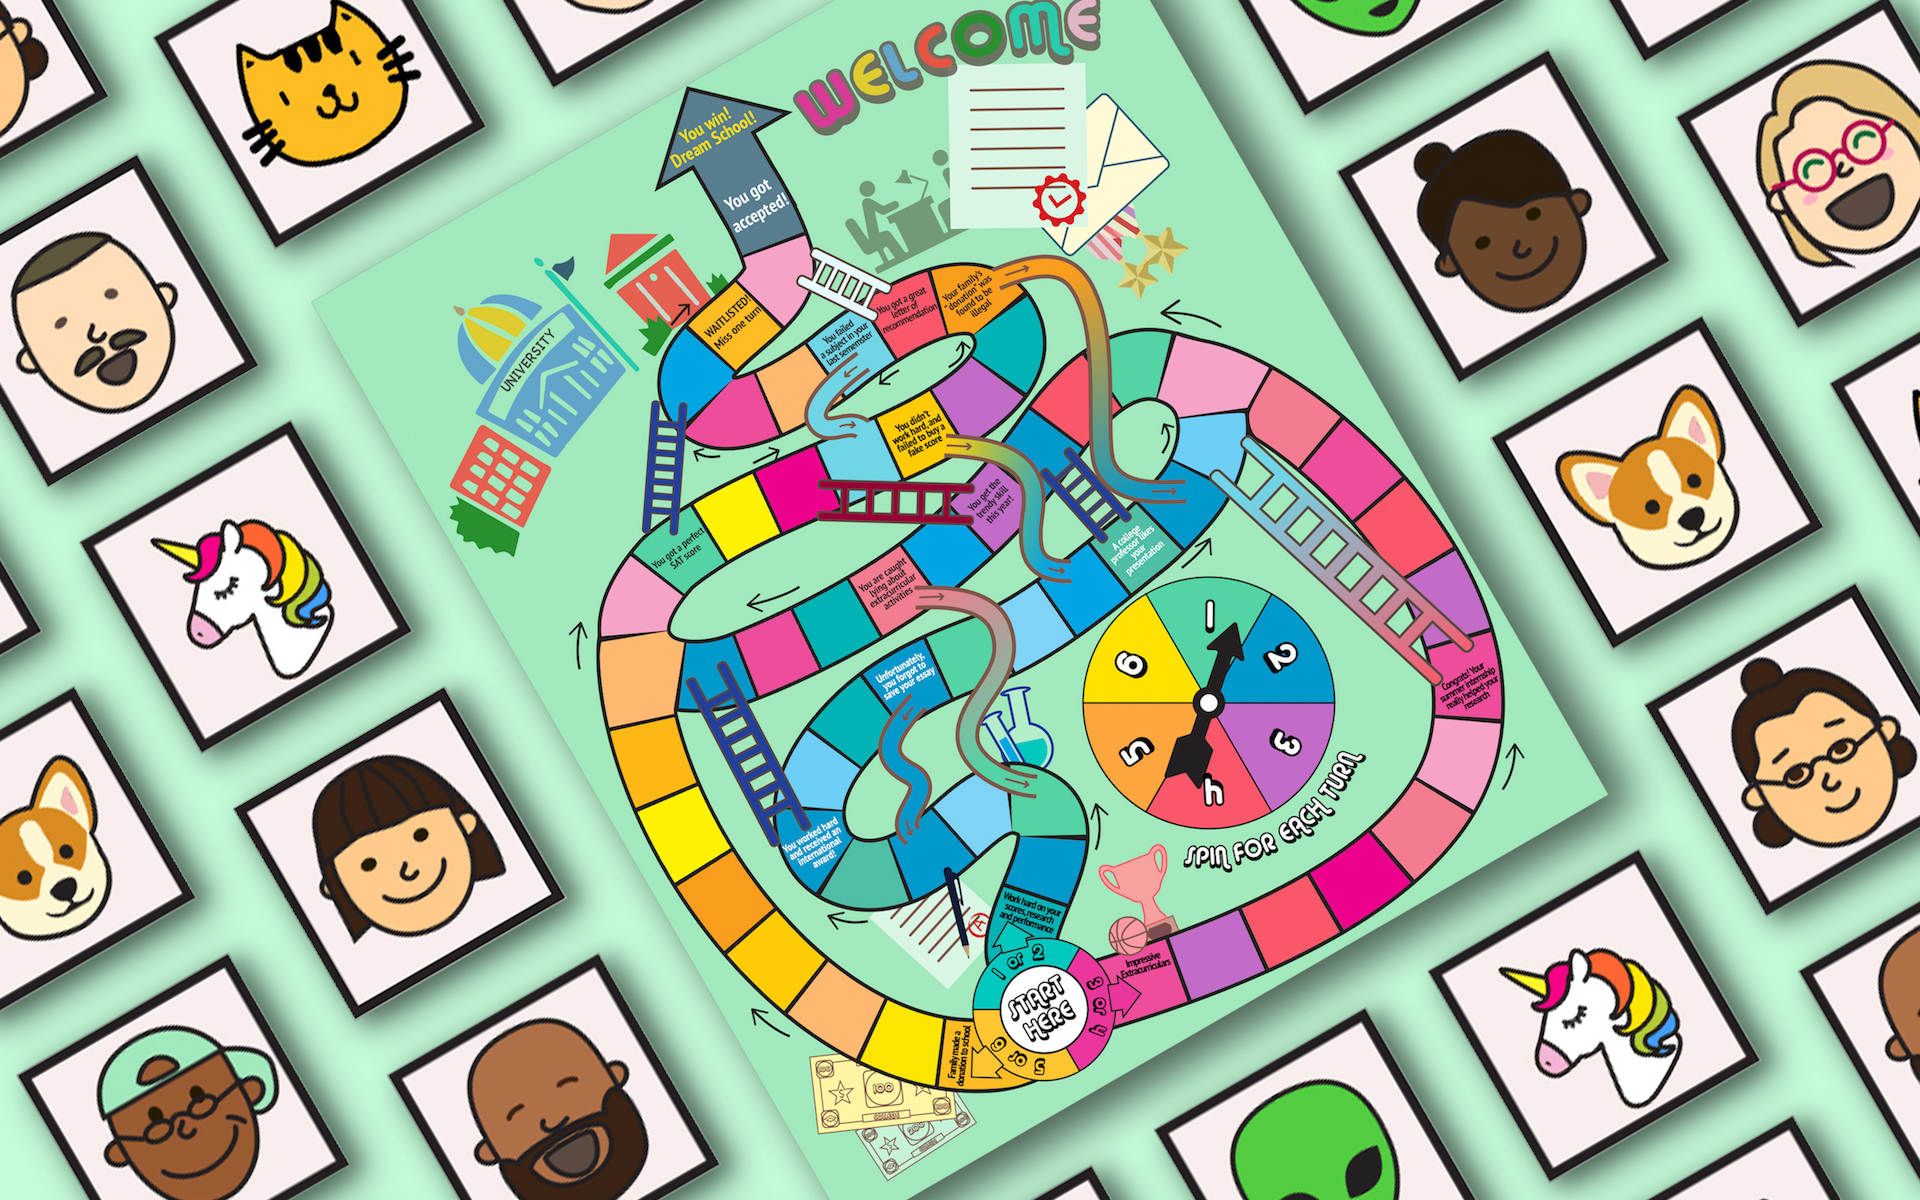 WELCOME
You win!
Dream School!
You got
accepted!
WAITLISTED!
Miss one turn
You failed
a subject in your
last sememster
You got a great
letter of
recommendation
Your family's
"donation" was
found to be
illegal
UNIVERSITY
You didn't
work hard, and
failed to buy a
fake score
You get the
trendy skill
this year!
You got a perfect
SAT score
A college
professor likes
your
presentation
You are caught
lying about
extracurricular
activities
Unfortunately,
you forgot to
save your essay
1
2
3
4
5
6
SPIN FOR EACH TURN
Congrats! Your
summer internship
really helped your
research
You worked hard
and received an
international
award!
Work hard on your
scores, research
and performance
A
Impressive
Extracurriculars
START
HERE
1 or 2
3 or 4
5 or 6
Family made a
donation to school
100
100